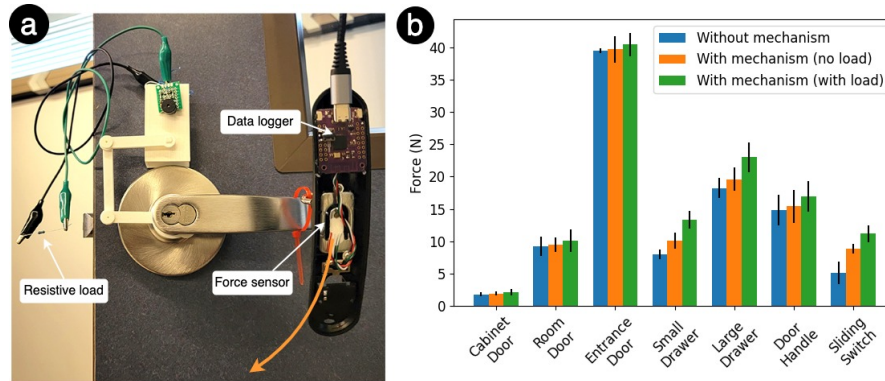 a
Data logger
Force sensor
Resistive load
b
Without mechanism
With mechanism (no load)
With mechanism (with load)
Force (N)
40
35
30
25
20
15
10
5
0
Cabinet
Door
Room
Door
Entrance
Door
Small
Drawer
Large
Drawer
Door
Handle
Sliding
Switch